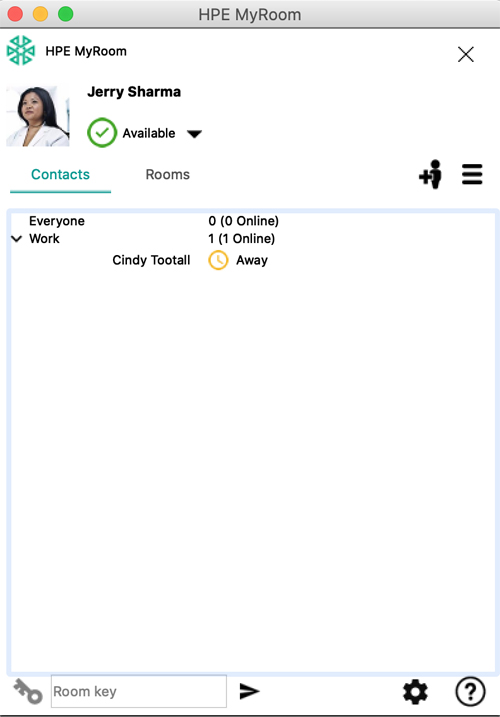 HPE MyRoom
HPE MyRoom
Jerry Sharma
Available
Contacts Rooms
Everyone 0 (0 Online)
Work 1 (1 Online)
Cindy Tootall Away
Room key